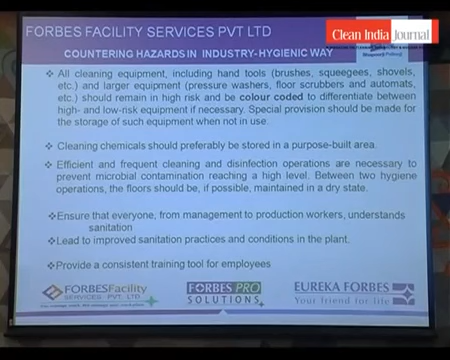 FORBES FACILITY SERVICES PVT LTD
Clean India
Journal
COUNTERING HAZARDS IN INDUSTRY-HYGIENIC WAY
All cleaning equipment, including hand tools (brushes, squeegees, shovels,
etc.) and larger equipment (pressure washers, floor scrubbers and automats,
etc.) should remain in high risk and be colour coded to differentiate between
high- and low-risk equipment if necessary. Special provision should be made for
the storage of such equipment when not in use.
Cleaning chemicals should preferably be stored in a purpose-built area.
Efficient and frequent cleaning and disinfection operations are necessary to
prevent microbial contamination reaching a high level. Between two hygiene
operations, the floors should be, if possible, maintained in a dry state.
Ensure that everyone, from management to production workers, understands
sanitation
Lead to improved sanitation practices and conditions in the plant.
Provide a consistent training tool for employees
FORBESFacility
SERVICES PVT. LTD.
FORBES PRO
SOLUTIONS
EUREKA FORBES
Your friend for life